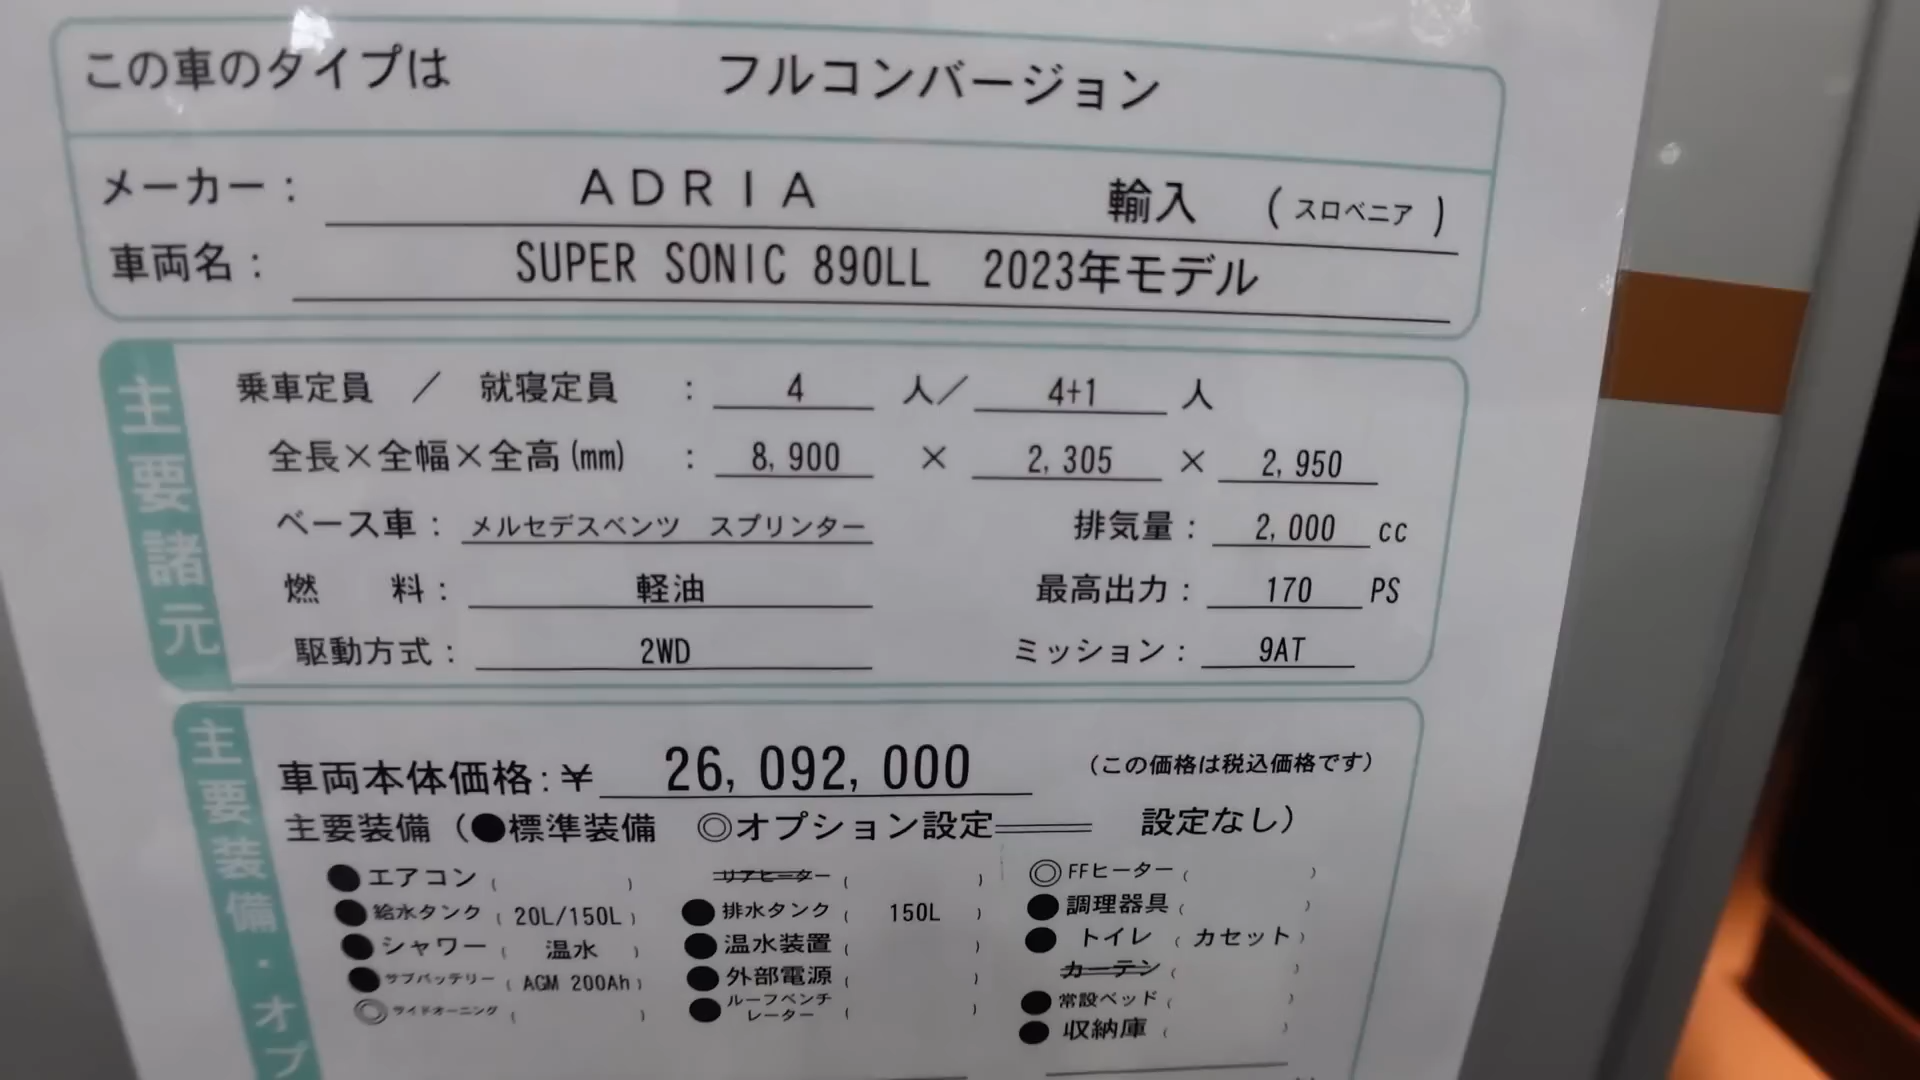 この車のタイプは フルコンバージョン
メーカー： ADRIA 輸入 （スロベニア）
車両名： SUPER SONIC 890LL 2023年モデル
主要諸元
乗車定員 ／ 就寝定員 ： 4 人／ 4+1 人
全長×全幅×全高(mm) ： 8,900 × 2,305 × 2,950
ベース車： メルセデスベンツ スプリンター 排気量： 2,000 cc
燃 料： 軽油 最高出力： 170 PS
駆動方式： 2WD ミッション： 9AT
主要装備・オプ
車両本体価格：￥ 26,092,000 （この価格は税込価格です）
主要装備（●標準装備 ◎オプション設定＝＝＝ 設定なし）
●エアコン（ ） リアヒーター（ ） ◎FFヒーター（ ）
●給水タンク（ 20L/150L ） ●排水タンク（ 150L ） ●調理器具（ ）
●シャワー（ 温水 ） ●温水装置（ ） ●トイレ（ カセット ）
●サブバッテリー（ AGM 200Ah ） ●外部電源（ ） カーテン（ ）
◎サイドオーニング（ ） ●ルーフベンチレーター（ ） ●常設ベッド（ ）
●収納庫（ ）